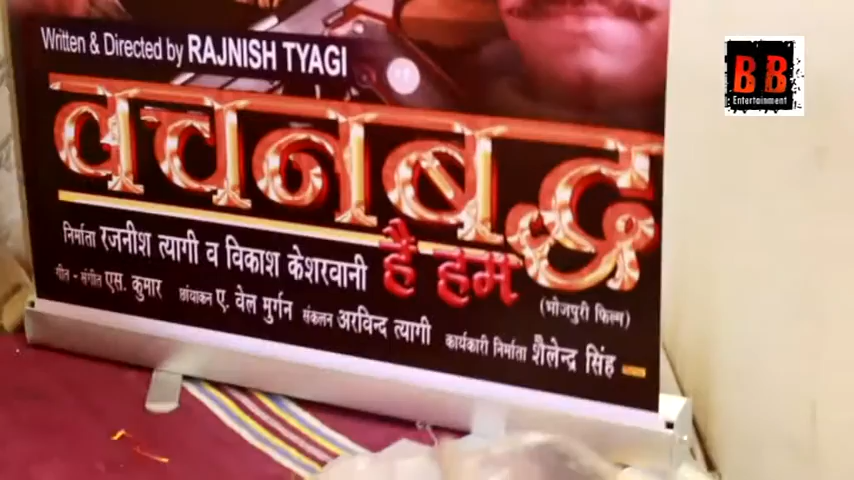 Written & Directed by RAJNISH TYAGI
वचनबद्ध
है हम
(भोजपुरी फिल्म)
निर्माता रजनीश त्यागी व विकाश केशरवानी
गीत - संगीत एस. कुमार छांयाकन ए. वेल मुर्गन संकलन अरविन्द त्यागी कार्यकारी निर्माता शैलेन्द्र सिंह
BB
Entertainment